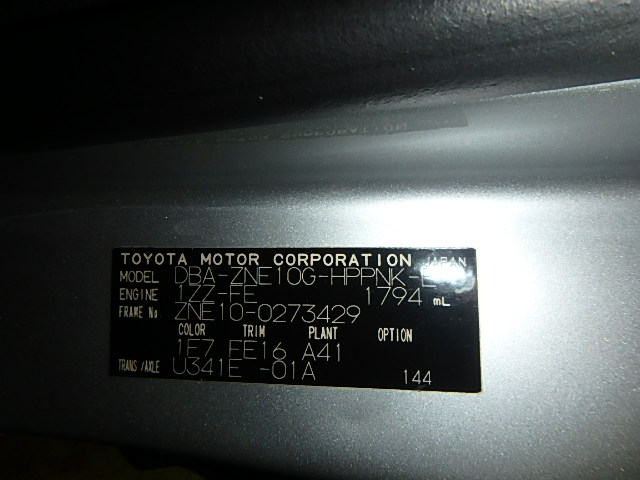 TOYOTA MOTOR CORPORATION JAPAN
MODEL DBA-ZNE10G-HPPNK-
ENGINE 1ZZ-FE 1794 mL
FRAME No ZNE10-0273429
COLOR TRIM PLANT OPTION
1E7 FE16 A41
TRANS/AXLE U341E -01A 144